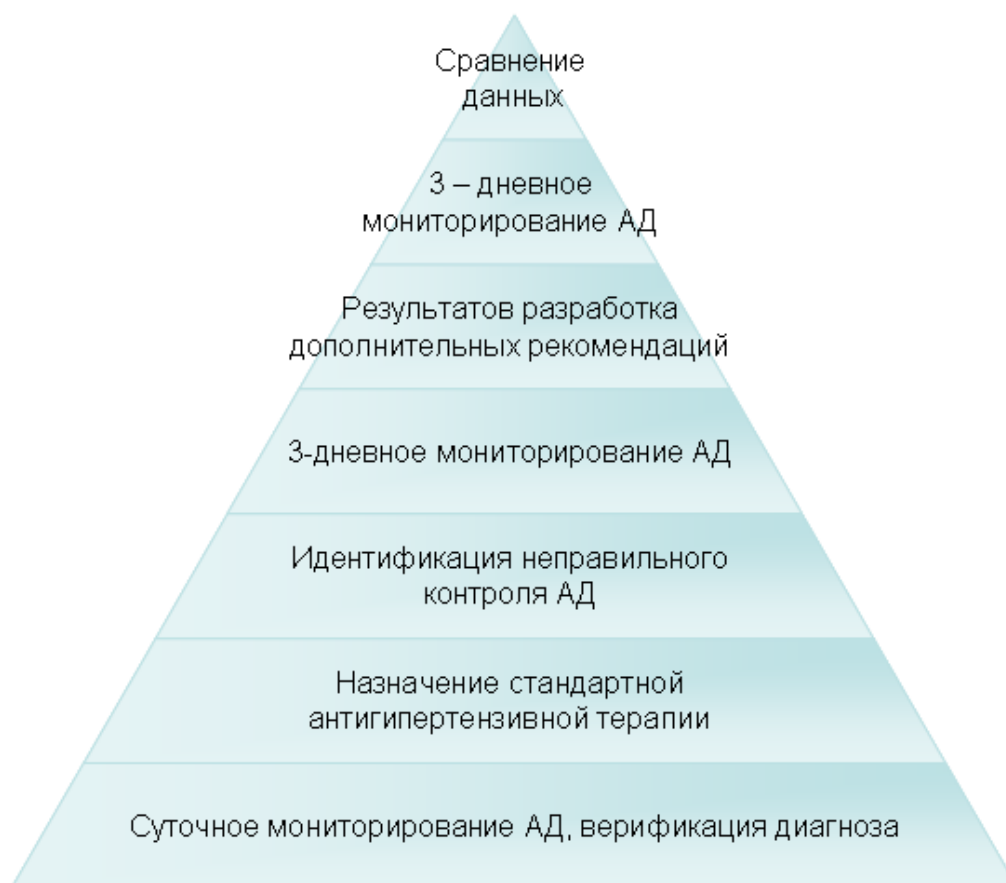 Сравнение
данных
3 – дневное
мониторирование АД
Результатов разработка
дополнительных рекомендаций
3-дневное мониторирование АД
Идентификация неправильного
контроля АД
Назначение стандартной
антигипертензивной терапии
Суточное мониторирование АД, верификация диагноза